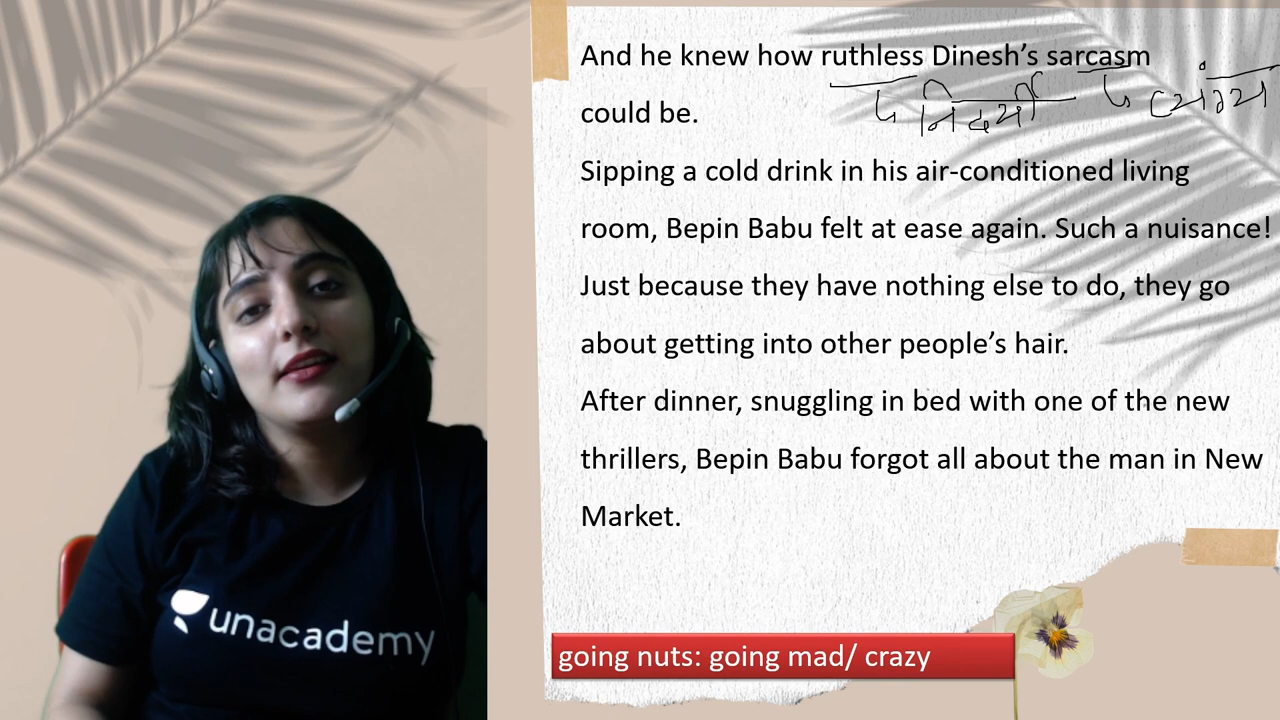 And he knew how ruthless Dinesh's sarcasm
निर्दयी व्यंग्य
could be.
Sipping a cold drink in his air-conditioned living
room, Bepin Babu felt at ease again. Such a nuisance!
Just because they have nothing else to do, they go
about getting into other people's hair.
After dinner, snuggling in bed with one of the new
thrillers, Bepin Babu forgot all about the man in New
Market.
going nuts: going mad/ crazy
unacademy